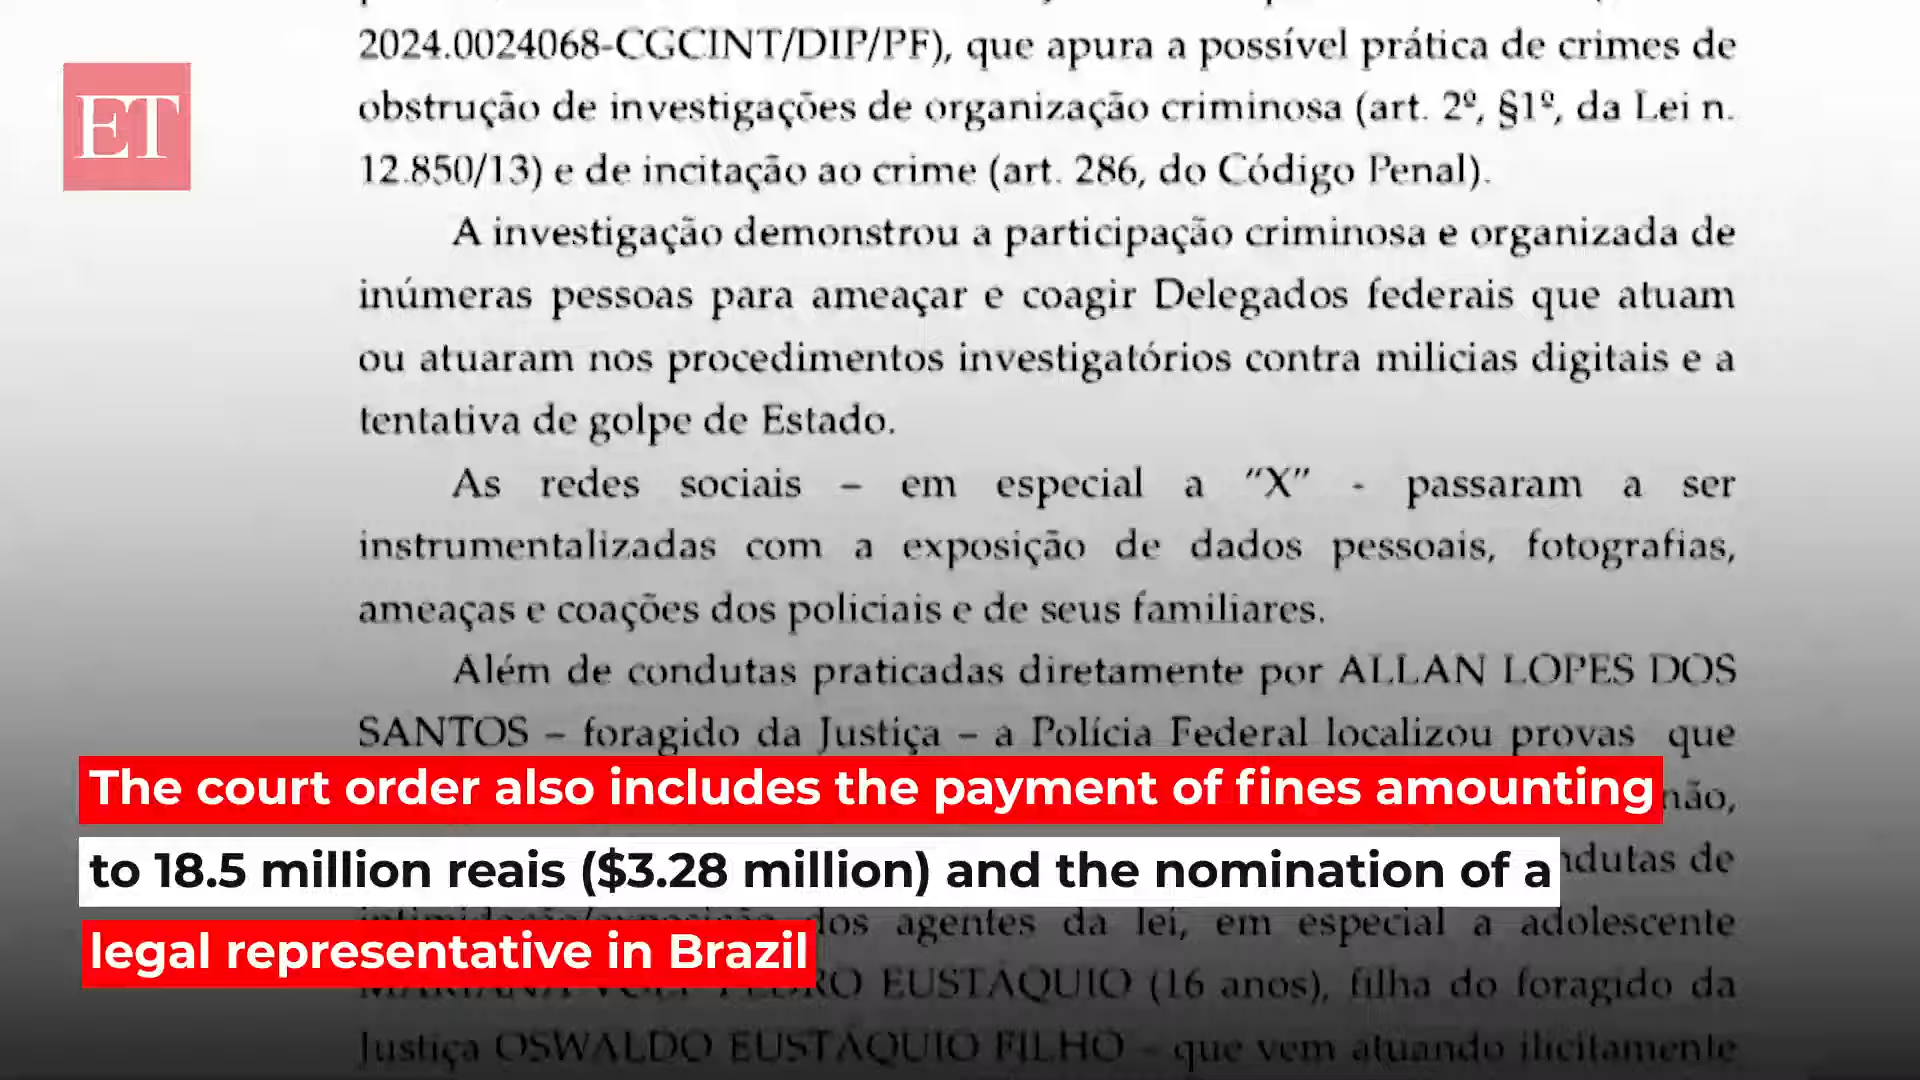 2024.0024068-CGCINT/DIP/PF), que apura a possível prática de crimes de
ET
obstrução de investigações de organização criminosa (art. 2º, §1º, da Lei n.
12.850/13) e de incitação ao crime (art. 286, do Código Penal).
A investigação demonstrou a participação criminosa e organizada de
inúmeras pessoas para ameaçar e coagir Delegados federais que atuam
ou atuaram nos procedimentos investigatórios contra milicias digitais e a
tentativa de golpe de Estado.
As redes sociais – em especial a “X” - passaram a ser
instrumentalizadas com a exposição de dados pessoais, fotografias,
ameaças e coações dos policiais e de seus familiares.
Além de condutas praticadas diretamente por ALLAN LOPES DOS
SANTOS – foragido da Justiça – a Polícia Federal localizou provas que
The court order also includes the payment of fines amounting
não,
to 18.5 million reais ($3.28 million) and the nomination of a
de
dos agentes da lei, em especial a adolescente
legal representative in Brazil
EUSTÁQUIO (16 anos), filha do foragido da
Justiça OSWALDO EUSTÁQUIO FILHO – que vem atuando ilicitamente